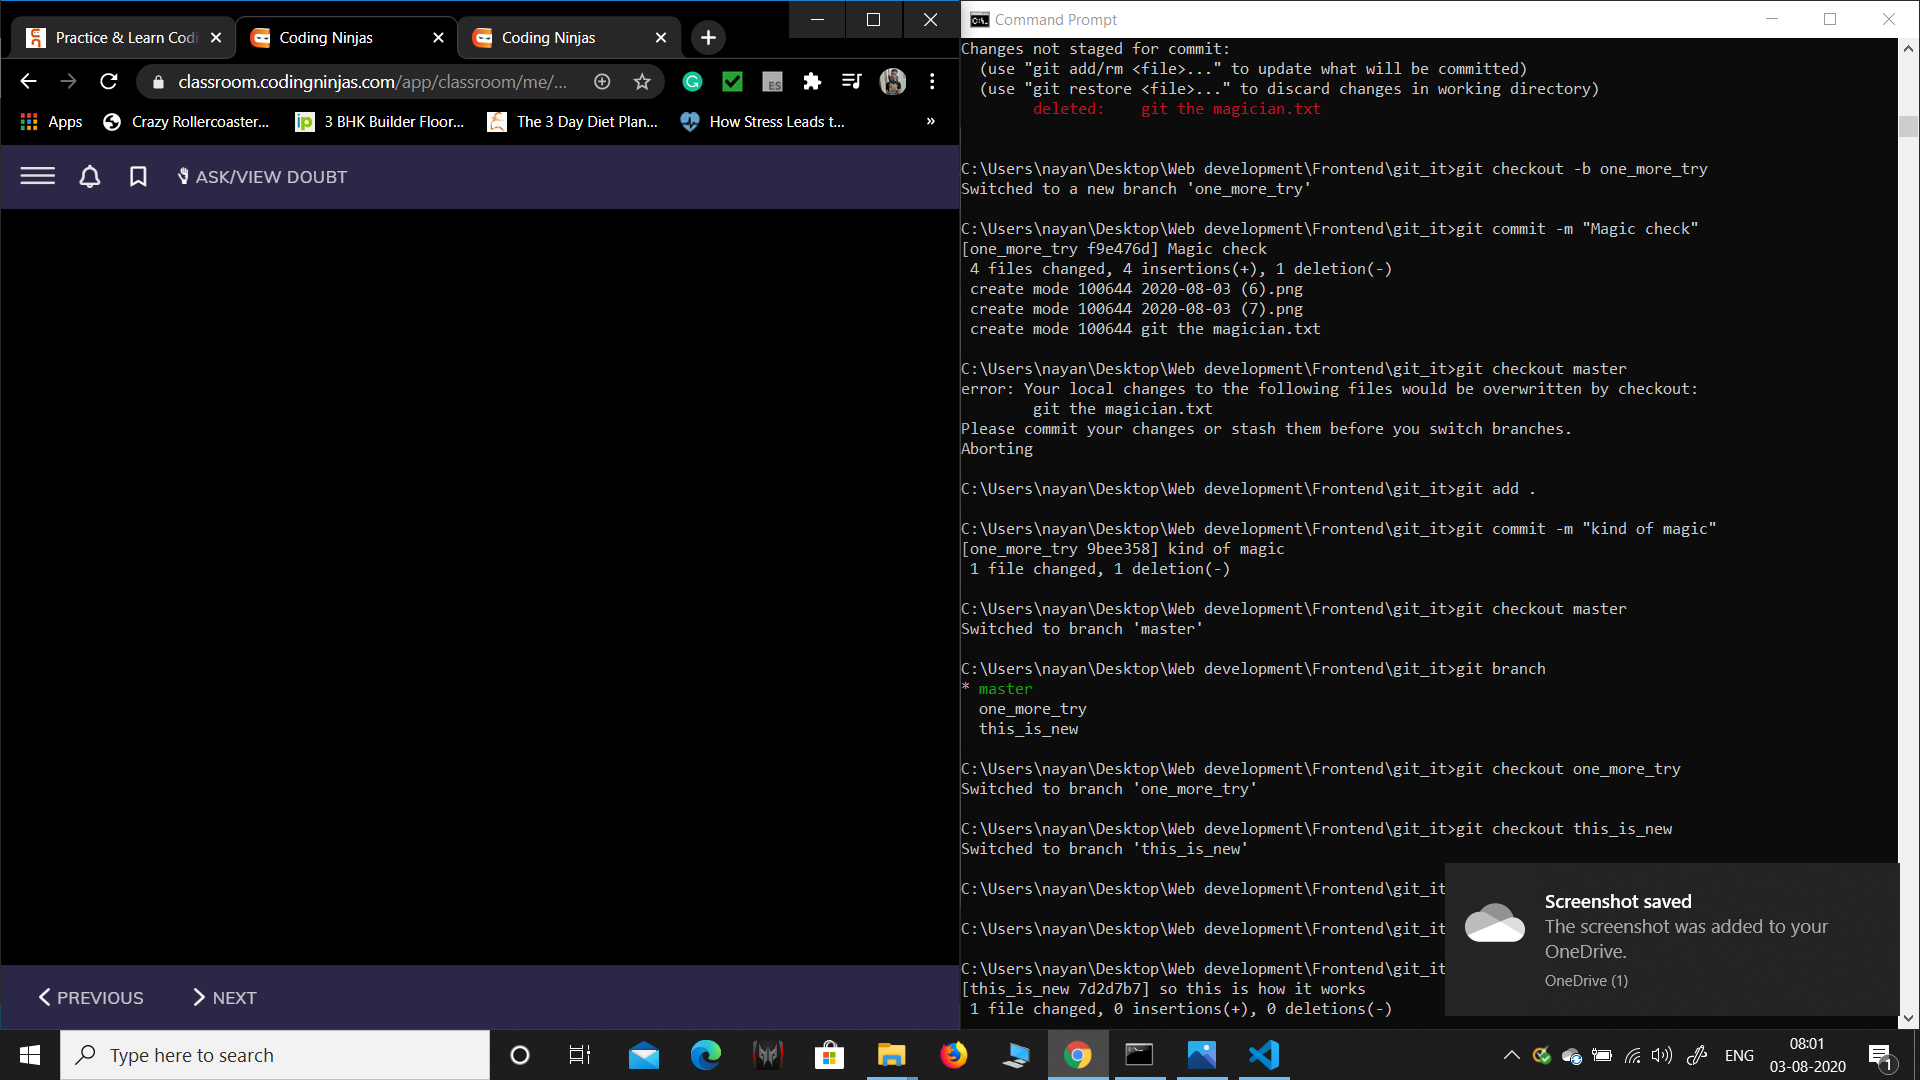 Practice & Learn Codi
Coding Ninjas
Coding Ninjas
classroom.codingninjas.com/app/classroom/me/...
ES
Apps
Crazy Rollercoaster...
3 BHK Builder Floor...
The 3 Day Diet Plan...
How Stress Leads t...
»
ASK/VIEW DOUBT
PREVIOUS
NEXT
Command Prompt
Changes not staged for commit:
(use "git add/rm <file>..." to update what will be committed)
(use "git restore <file>..." to discard changes in working directory)
deleted: git the magician.txt
C:\Users\nayan\Desktop\Web development\Frontend\git_it>git checkout -b one_more_try
Switched to a new branch 'one_more_try'
C:\Users\nayan\Desktop\Web development\Frontend\git_it>git commit -m "Magic check"
[one_more_try f9e476d] Magic check
4 files changed, 4 insertions(+), 1 deletion(-)
create mode 100644 2020-08-03 (6).png
create mode 100644 2020-08-03 (7).png
create mode 100644 git the magician.txt
C:\Users\nayan\Desktop\Web development\Frontend\git_it>git checkout master
error: Your local changes to the following files would be overwritten by checkout:
git the magician.txt
Please commit your changes or stash them before you switch branches.
Aborting
C:\Users\nayan\Desktop\Web development\Frontend\git_it>git add .
C:\Users\nayan\Desktop\Web development\Frontend\git_it>git commit -m "kind of magic"
[one_more_try 9bee358] kind of magic
1 file changed, 1 deletion(-)
C:\Users\nayan\Desktop\Web development\Frontend\git_it>git checkout master
Switched to branch 'master'
C:\Users\nayan\Desktop\Web development\Frontend\git_it>git branch
* master
one_more_try
this_is_new
C:\Users\nayan\Desktop\Web development\Frontend\git_it>git checkout one_more_try
Switched to branch 'one_more_try'
C:\Users\nayan\Desktop\Web development\Frontend\git_it>git checkout this_is_new
Switched to branch 'this_is_new'
C:\Users\nayan\Desktop\Web development\Frontend\git_it
C:\Users\nayan\Desktop\Web development\Frontend\git_it
C:\Users\nayan\Desktop\Web development\Frontend\git_it
[this_is_new 7d2d7b7] so this is how it works
1 file changed, 0 insertions(+), 0 deletions(-)
Screenshot saved
The screenshot was added to your
OneDrive.
OneDrive (1)
Type here to search
ENG
08:01
03-08-2020
1